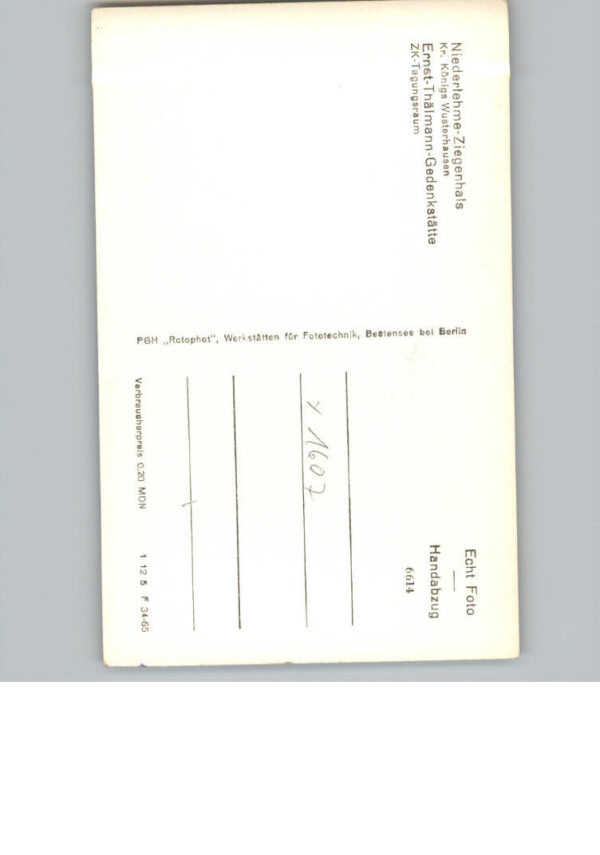 Niederlehme-Ziegenhals
Kr. Königs Wusterhausen
Ernst-Thälmann-Gedenkstätte
ZK-Tagungsraum
PGH „Rotophot", Werkstätten für Fototechnik, Bestensee bei Berlin
Echt Foto
Handabzug
6614
1607
Verbraucherpreis 0,20 MDN
1 12 5 F 34-65